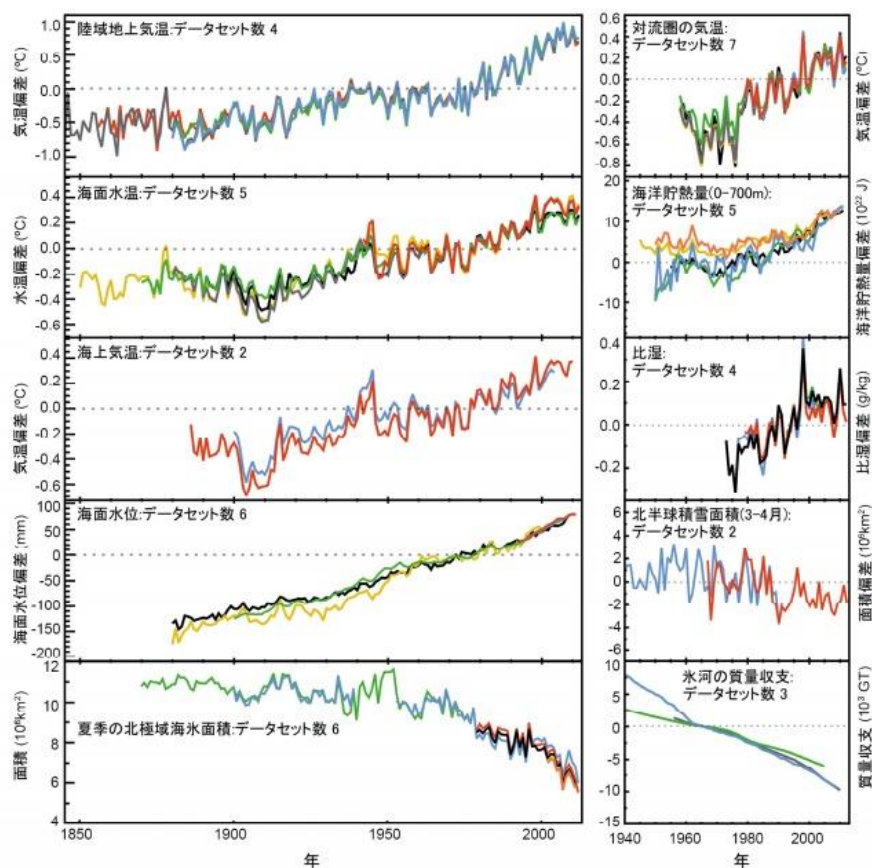 陸域地上気温:データセット数 4
1.0
0.5
0.0
-0.5
-1.0
気温偏差 (ºC)
対流圏の気温:
データセット数 7
0.6
0.4
0.2
0.0
-0.2
-0.4
-0.6
-0.8
気温偏差 (ºC)
海面水温:データセット数 5
0.4
0.2
0.0
-0.2
-0.4
-0.6
水温偏差 (ºC)
海洋貯熱量(0-700m):
データセット数 5
20
10
0
-10
海洋貯熱量偏差 (10²² J)
海上気温:データセット数 2
0.4
0.2
0.0
-0.2
-0.4
-0.6
気温偏差 (ºC)
比湿:
データセット数 4
0.4
0.2
0.0
-0.2
比湿偏差 (g/kg)
海面水位:データセット数 6
100
50
0
-50
-100
-150
-200
海面水位偏差 (mm)
北半球積雪面積(3-4月):
データセット数 2
6
4
2
0
-2
-4
-6
面積偏差 (10⁶km²)
夏季の北極域海氷面積:データセット数 6
12
10
8
6
4
面積 (10⁶km²)
氷河の質量収支:
データセット数 3
10
5
0
-5
-10
-15
質量収支 (10³ GT)
1850
1900
1950
2000
年
1940
1960
1980
2000
年